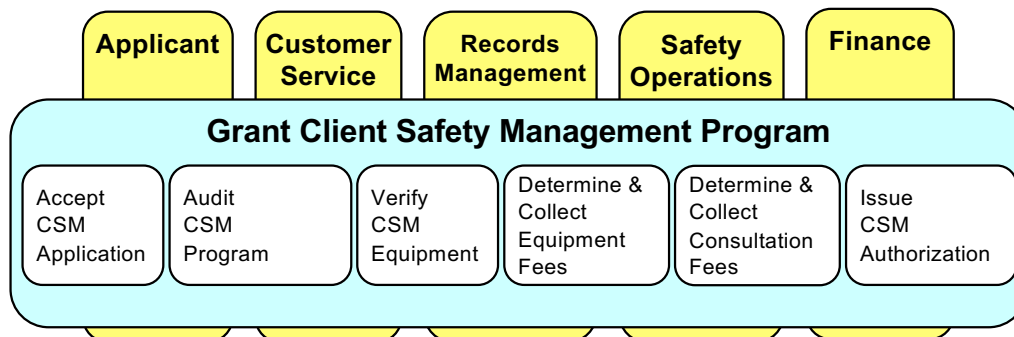 Applicant
Customer
Service
Records
Management
Safety
Operations
Finance
Grant Client Safety Management Program
Accept
CSM
Application
Audit
CSM
Program
Verify
CSM
Equipment
Determine &
Collect
Equipment
Fees
Determine &
Collect
Consultation
Fees
Issue
CSM
Authorization